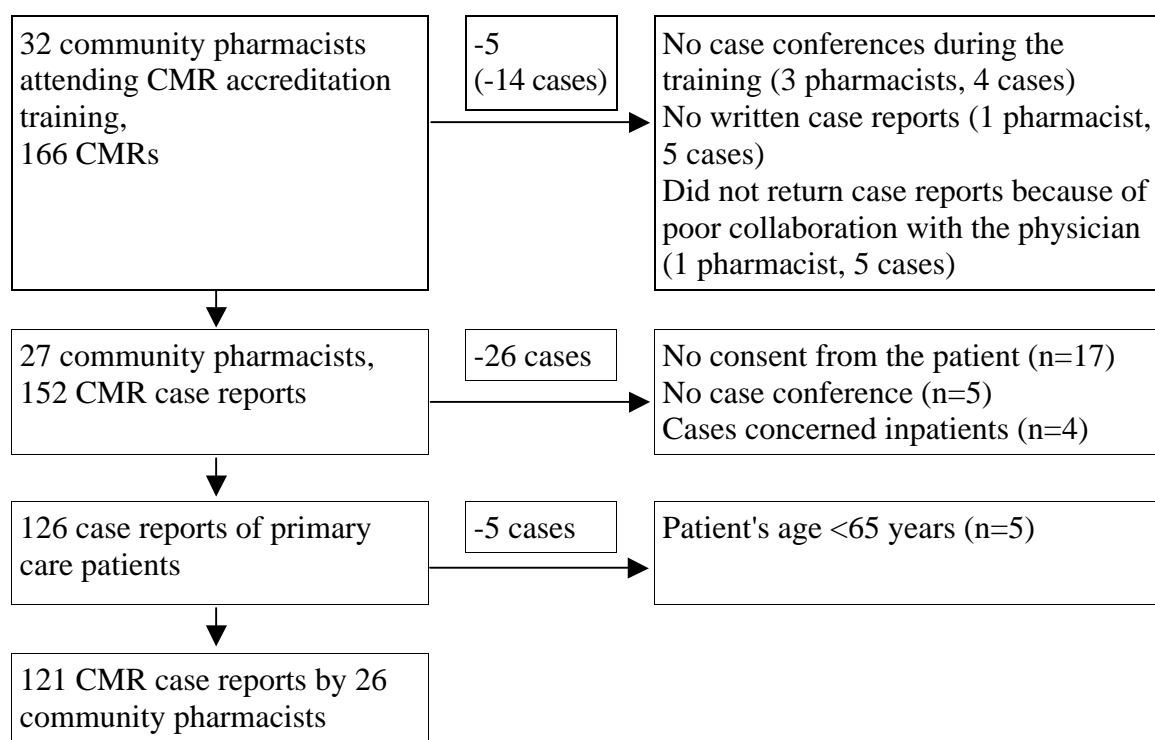 32 community pharmacists
attending CMR accreditation
training,
166 CMRs
-5
(-14 cases)
No case conferences during the
training (3 pharmacists, 4 cases)
No written case reports (1 pharmacist,
5 cases)
Did not return case reports because of
poor collaboration with the physician
(1 pharmacist, 5 cases)
27 community pharmacists,
152 CMR case reports
-26 cases
No consent from the patient (n=17)
No case conference (n=5)
Cases concerned inpatients (n=4)
126 case reports of primary
care patients
-5 cases
Patient's age <65 years (n=5)
121 CMR case reports by 26
community pharmacists